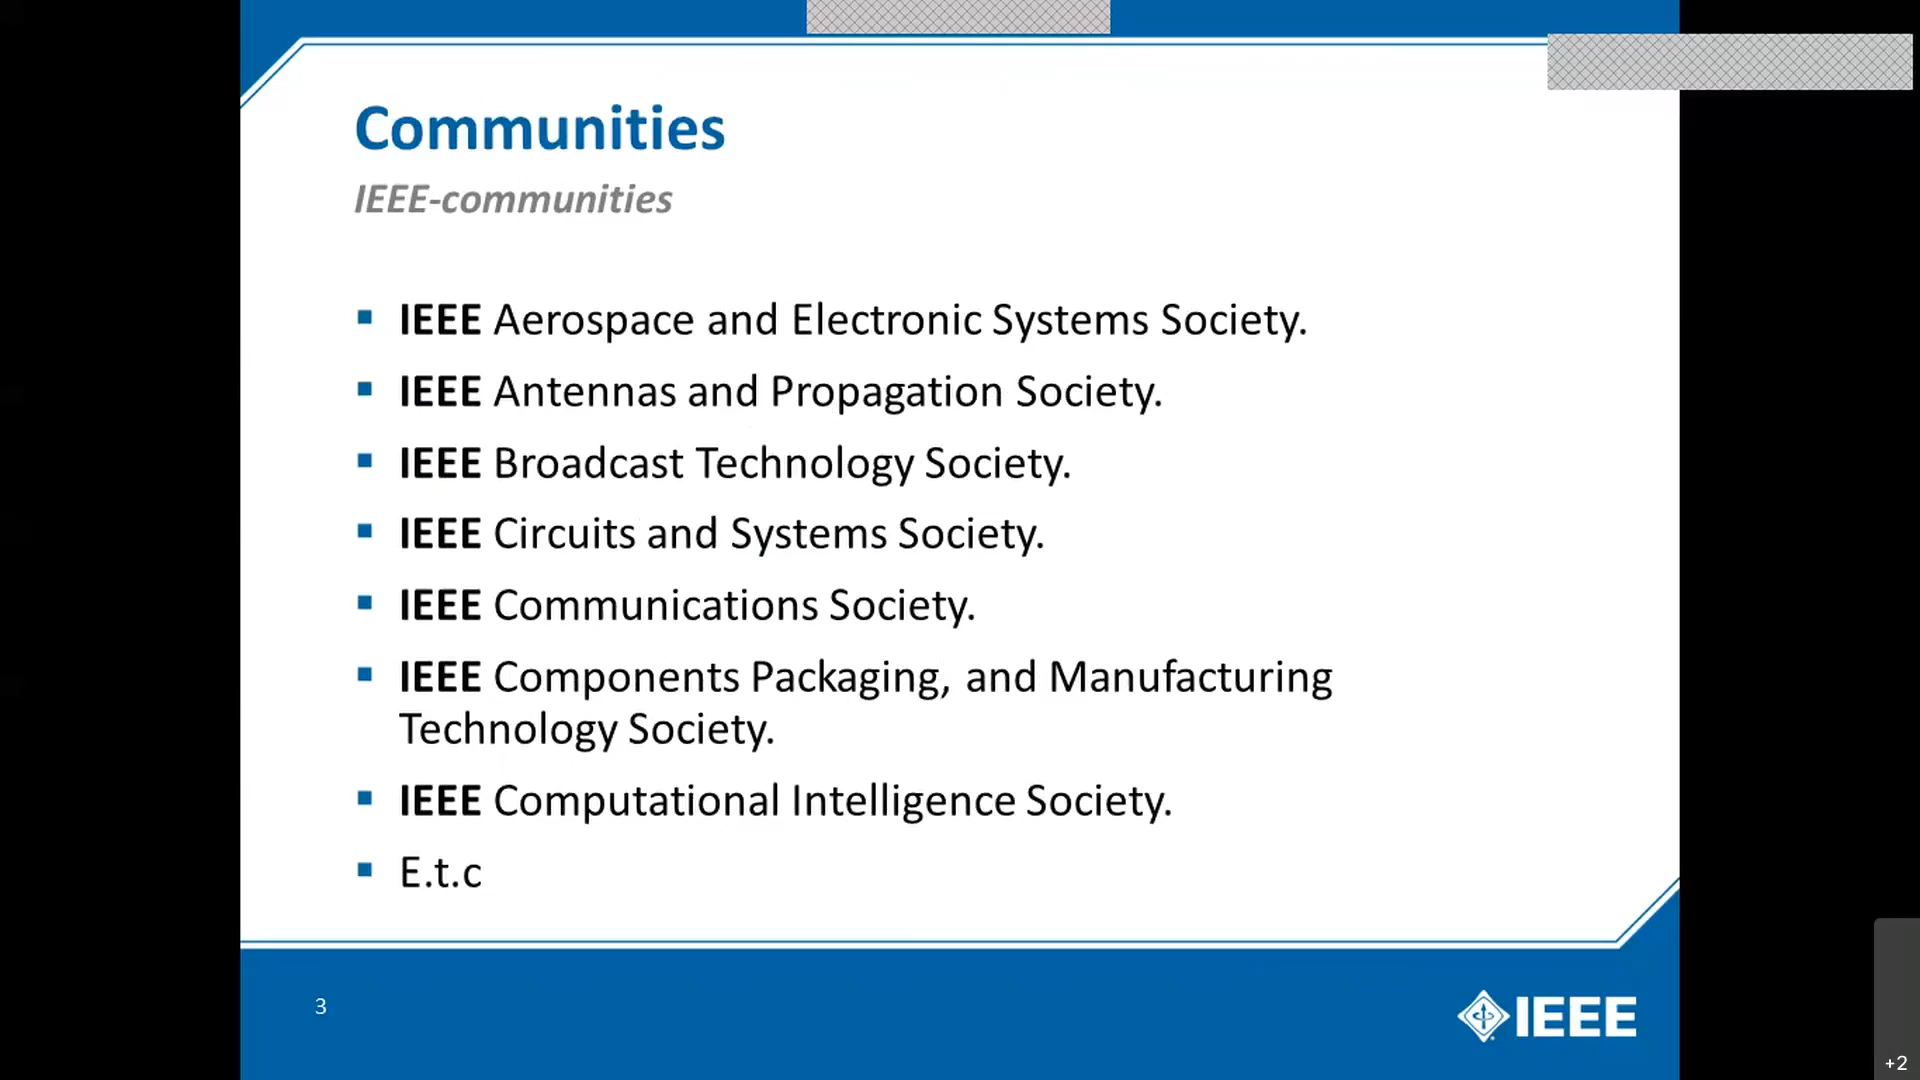 Communities
IEEE-communities
IEEE Aerospace and Electronic Systems Society.
IEEE Antennas and Propagation Society.
IEEE Broadcast Technology Society.
IEEE Circuits and Systems Society.
IEEE Communications Society.
IEEE Components Packaging, and Manufacturing
Technology Society.
IEEE Computational Intelligence Society.
E.t.c
3
IEEE
+2